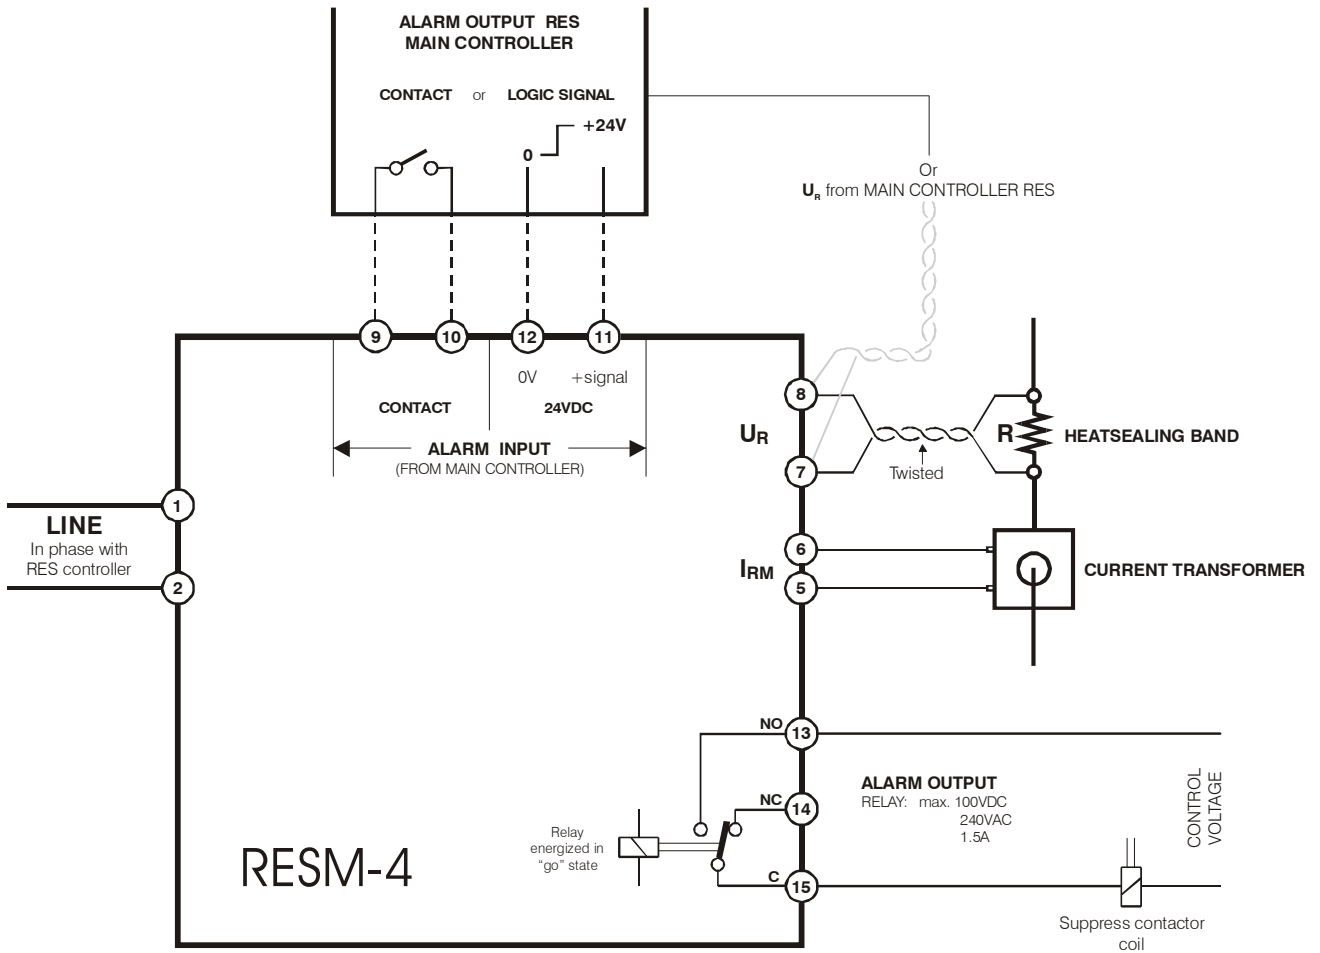 ALARM OUTPUT RES
MAIN CONTROLLER
CONTACT or LOGIC SIGNAL
+24V
0
Or
UR from MAIN CONTROLLER RES
9
10
12
11
0V +signal
CONTACT 24VDC
ALARM INPUT
(FROM MAIN CONTROLLER)
8
UR
7
Twisted
R
HEATSEALING BAND
1
LINE
In phase with
RES controller
2
6
IRM
5
CURRENT TRANSFORMER
NO
13
NC
14
ALARM OUTPUT
RELAY: max. 100VDC
240VAC
1.5A
CONTROL
VOLTAGE
Relay
energized in
“go” state
RESM-4
C
15
Suppress contactor
coil